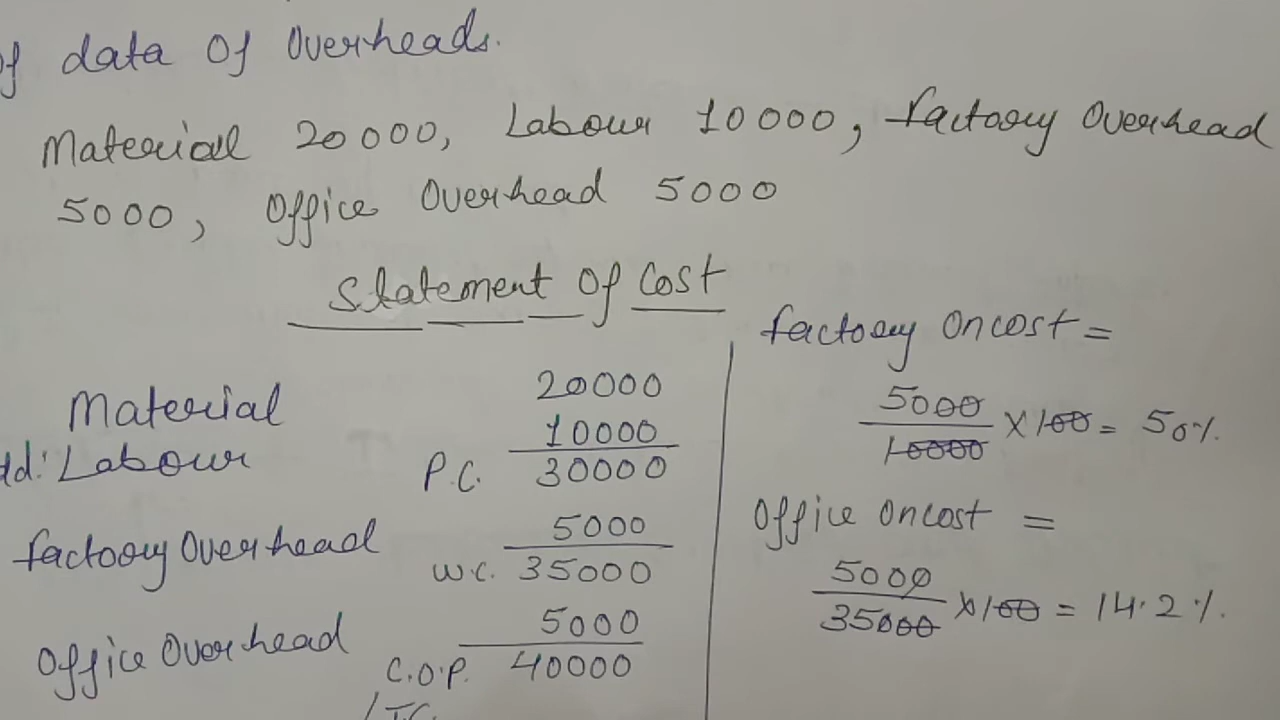 of data of Overheads.
Material 20000, Labour 10000, factory Overhead
5000, Office Overhead 5000
Statement of Cost
Material 20000
Add: Labour 10000
P.C. 30000
factory Overhead 5000
W.C. 35000
Office Overhead 5000
C.O.P. 40000
/T.C.
factory Oncost =
5000/10000 X 100 = 50%.
Office Oncost =
5000/35000 X 100 = 14.2%.